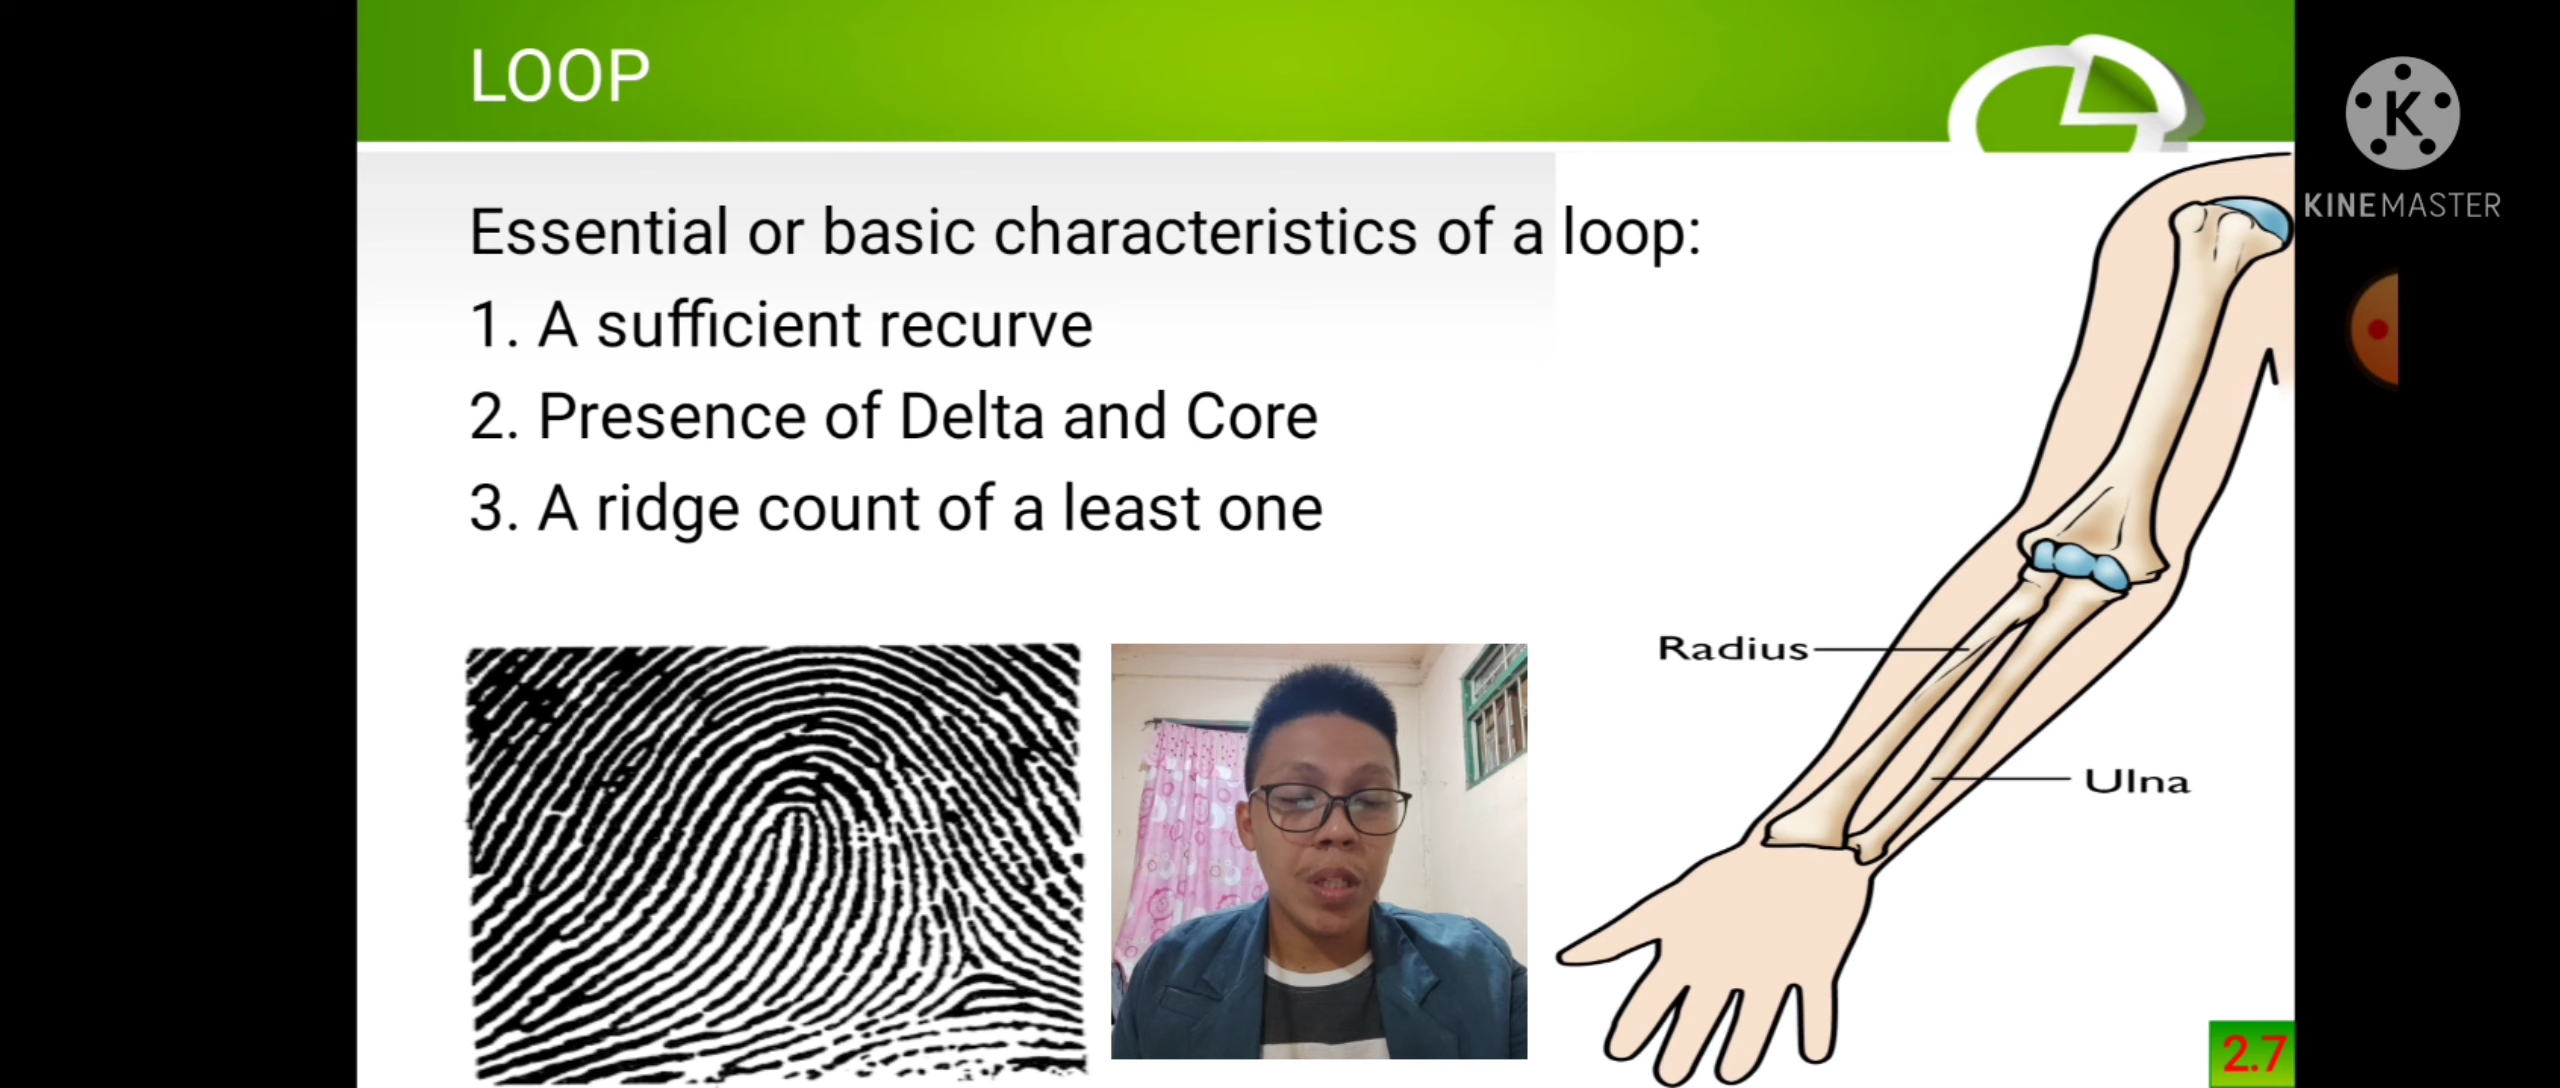 LOOP
K
KINEMASTER
Essential or basic characteristics of a loop:
1. A sufficient recurve
2. Presence of Delta and Core
3. A ridge count of a least one
Radius
Ulna
2.7